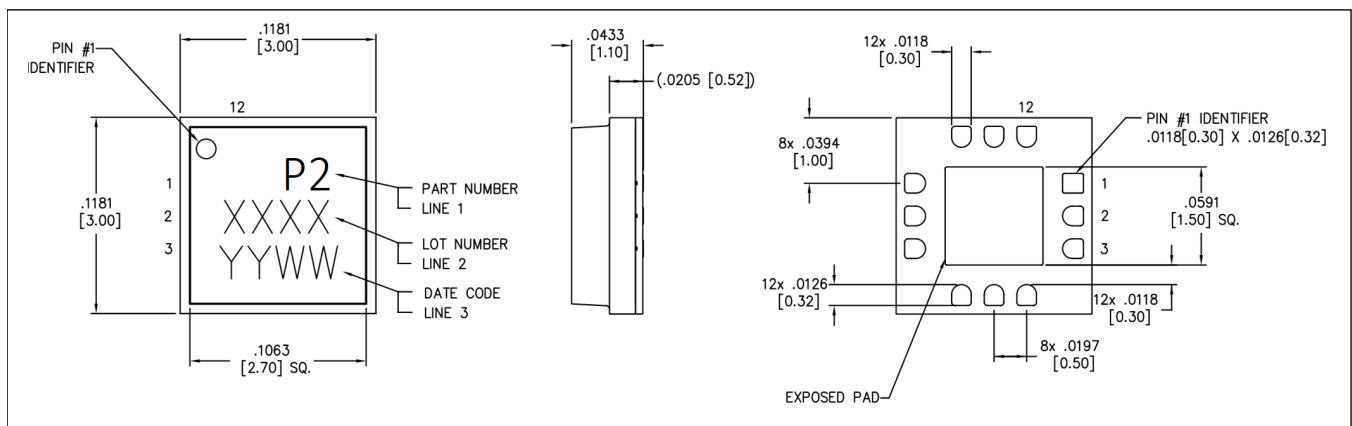 .1181
[3.00]
PIN #1
IDENTIFIER
12
.1181
[3.00]
1
2
3
P2
XXXX
YYWW
PART NUMBER
LINE 1
LOT NUMBER
LINE 2
DATE CODE
LINE 3
.1063
[2.70] SQ.
.0433
[1.10]
(.0205 [0.52])
12x .0118
[0.30]
12
PIN #1 IDENTIFIER
.0118[0.30] X .0126[0.32]
8x .0394
[1.00]
1
2
3
.0591
[1.50] SQ.
12x .0126
[0.32]
12x .0118
[0.30]
8x .0197
[0.50]
EXPOSED PAD